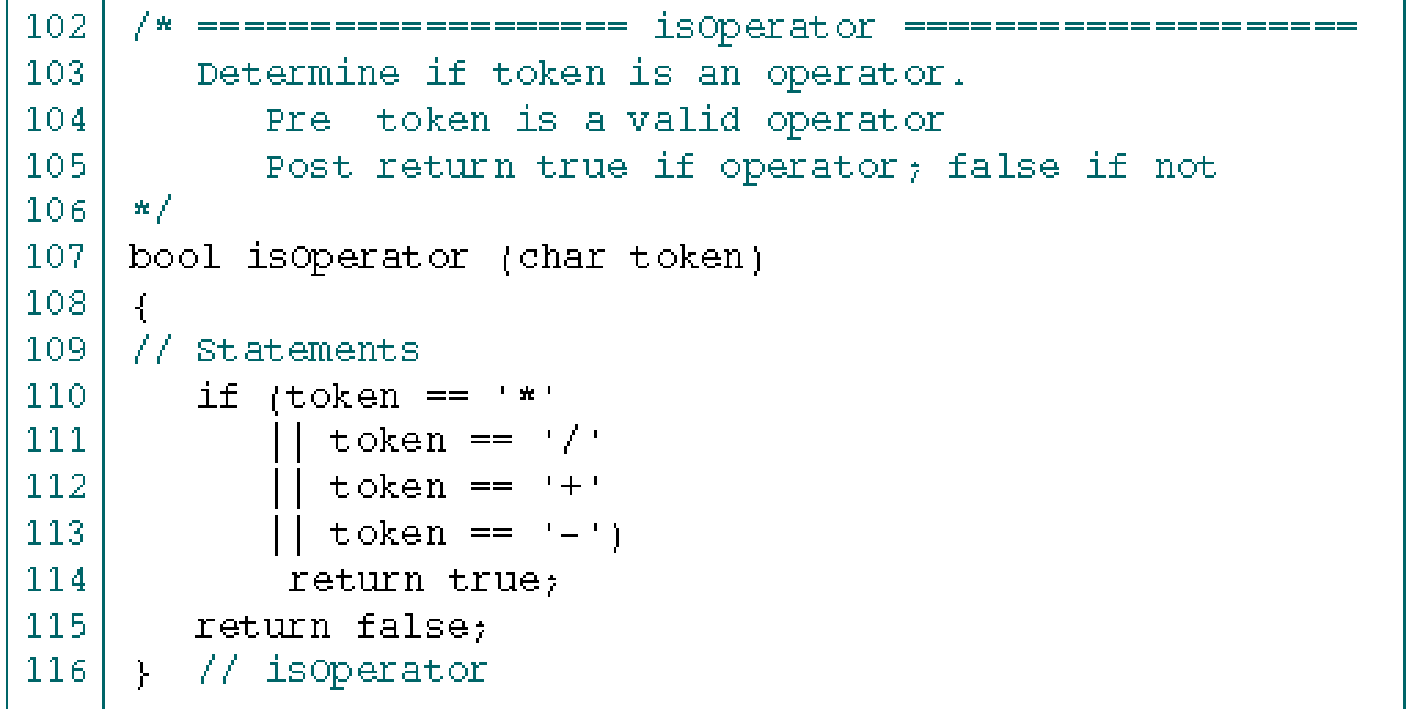 102 /* =================== isOperator ====================
103 Determine if token is an operator.
104 Pre  token is a valid operator
105 Post return true if operator; false if not
106 */
107 bool isOperator (char token)
108 {
109 // Statements
110 if (token == '*'
111 || token == '/'
112 || token == '+'
113 || token == '-')
114 return true;
115 return false;
116 }  // isOperator